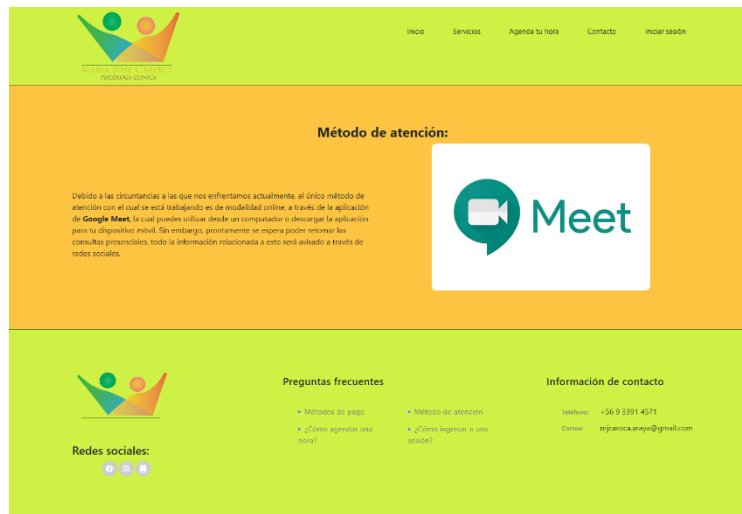 Inicio Servicios Agenda tu hora Contacto Iniciar sesión
MARÍA JOSÉ CAROCA
PSICÓLOGA CLÍNICA
Método de atención:
Debido a las circuntancias a las que nos enfrentamos actualmente, el único método de
atención con el cual se está trabajando es de modalidad online, a través de la aplicación
de Google Meet, la cual puedes utilizar desde un computador o descargar la aplicación
para tu dispositivo móvil. Sin embargo, prontamente se espera poder retomar las
consultas presenciales, todo la información relacionada a esto será avisado a través de
redes sociales.
Meet
Redes sociales:
Preguntas frecuentes
Métodos de pago
¿Cómo agendar una
hora?
Método de atención
¿Cómo ingresar a una
sesión?
Información de contacto
Teléfono: +56 9 3391 4571
Correo: mjcaroca.araya@gmail.com